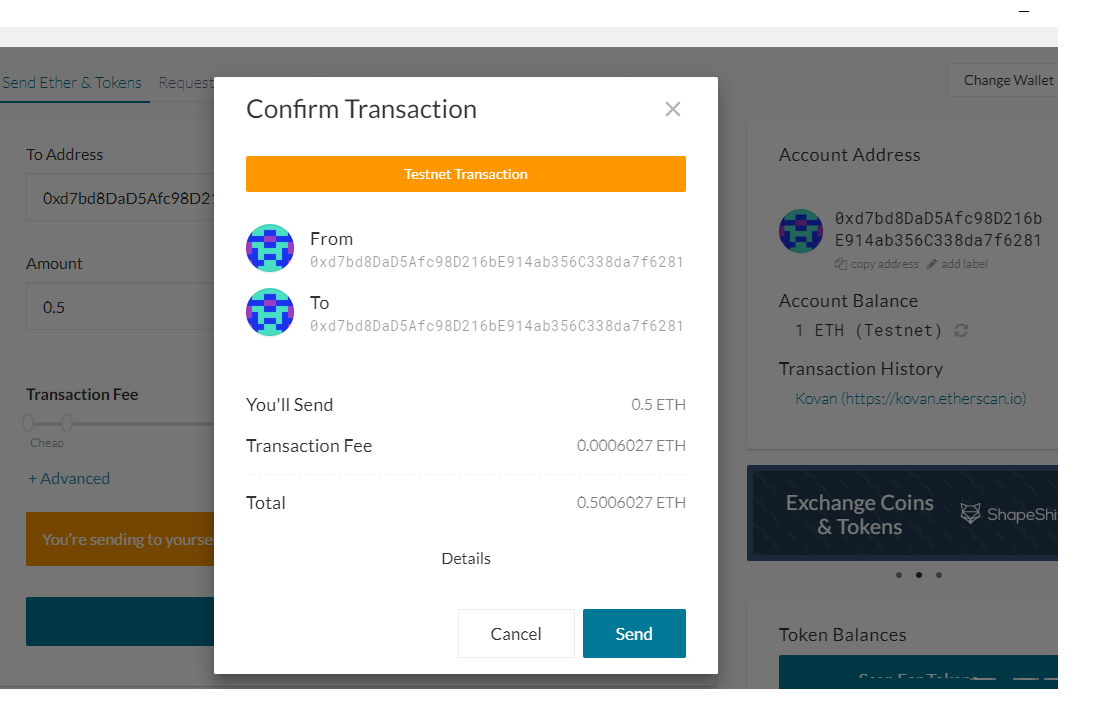 Send Ether & Tokens Request
Change Wallet
Confirm Transaction
Testnet Transaction
From
0xd7bd8DaD5Afc98D216bE914ab356C338da7f6281
To
0xd7bd8DaD5Afc98D216bE914ab356C338da7f6281
You'll Send 0.5 ETH
Transaction Fee 0.0006027 ETH
Total 0.5006027 ETH
Details
Cancel Send
To Address
0xd7bd8DaD5Afc98D21
Amount
0.5
Transaction Fee
Cheap
+ Advanced
You're sending to yourse
Account Address
0xd7bd8DaD5Afc98D216b
E914ab356C338da7f6281
copy address add label
Account Balance
1 ETH (Testnet)
Transaction History
Kovan (https://kovan.etherscan.io)
Exchange Coins
& Tokens
ShapeShi
Token Balances